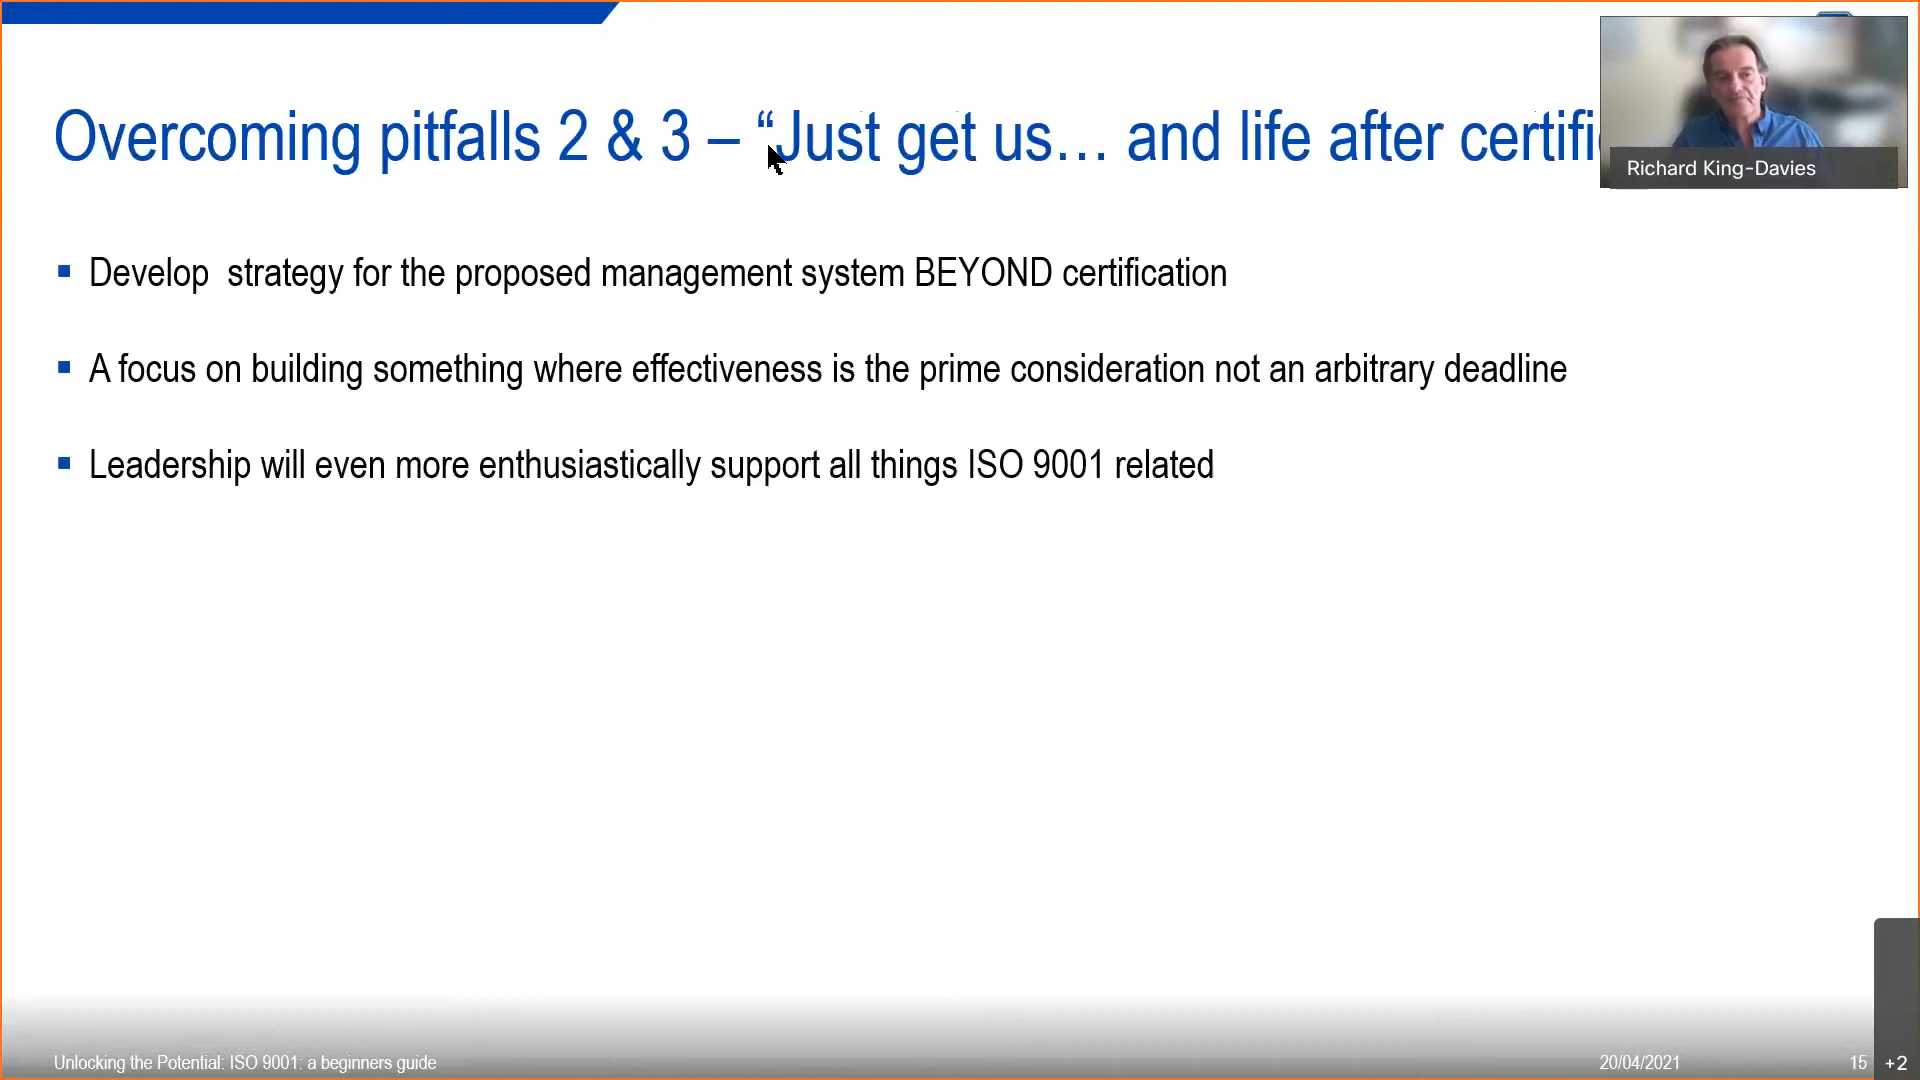 Overcoming pitfalls 2 & 3 – “Just get us… and life after
Richard King-Davies
▪ Develop  strategy for the proposed management system BEYOND certification
▪ A focus on building something where effectiveness is the prime consideration not an arbitrary deadline
▪ Leadership will even more enthusiastically support all things ISO 9001 related
Unlocking the Potential: ISO 9001: a beginners guide
20/04/2021
15
+2